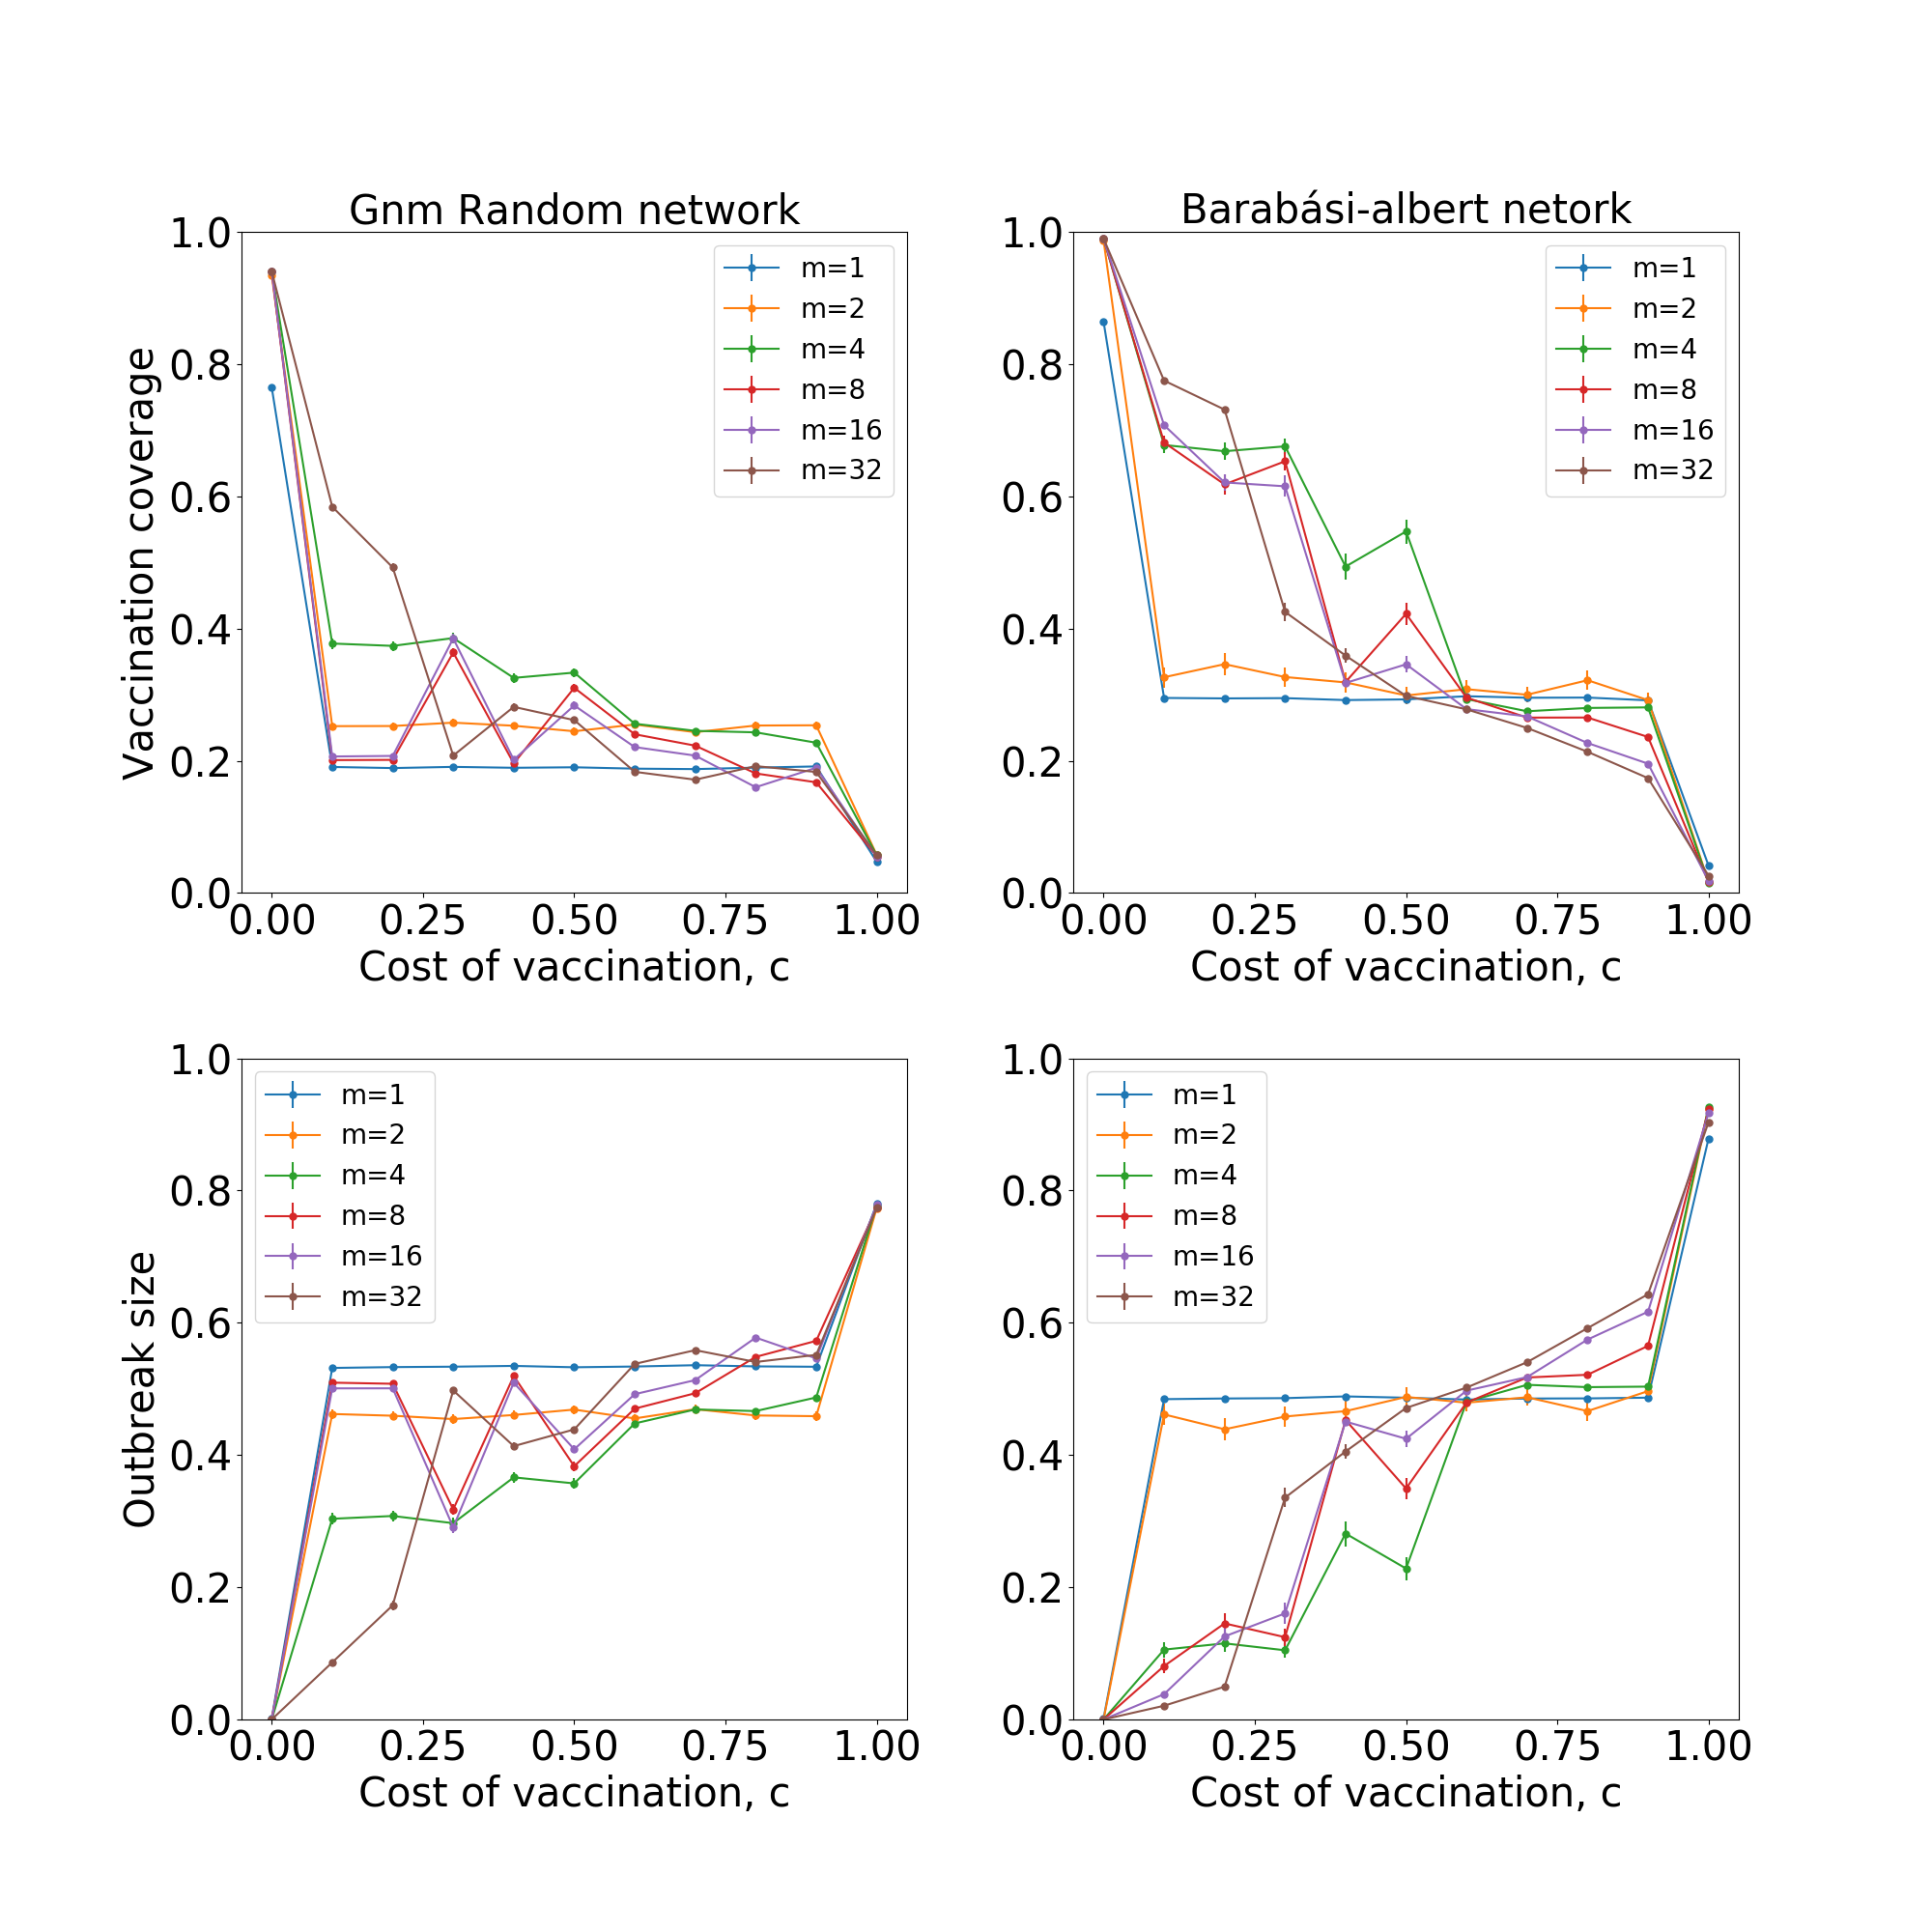 Gnm Random network
1.0
0.8
0.6
0.4
0.2
0.0
Vaccination coverage
m=1
m=2
m=4
m=8
m=16
m=32
0.00 0.25 0.50 0.75 1.00
Cost of vaccination, c
Barabási-albert netork
1.0
0.8
0.6
0.4
0.2
0.0
m=1
m=2
m=4
m=8
m=16
m=32
0.00 0.25 0.50 0.75 1.00
Cost of vaccination, c
1.0
0.8
0.6
0.4
0.2
0.0
Outbreak size
m=1
m=2
m=4
m=8
m=16
m=32
0.00 0.25 0.50 0.75 1.00
Cost of vaccination, c
1.0
0.8
0.6
0.4
0.2
0.0
m=1
m=2
m=4
m=8
m=16
m=32
0.00 0.25 0.50 0.75 1.00
Cost of vaccination, c